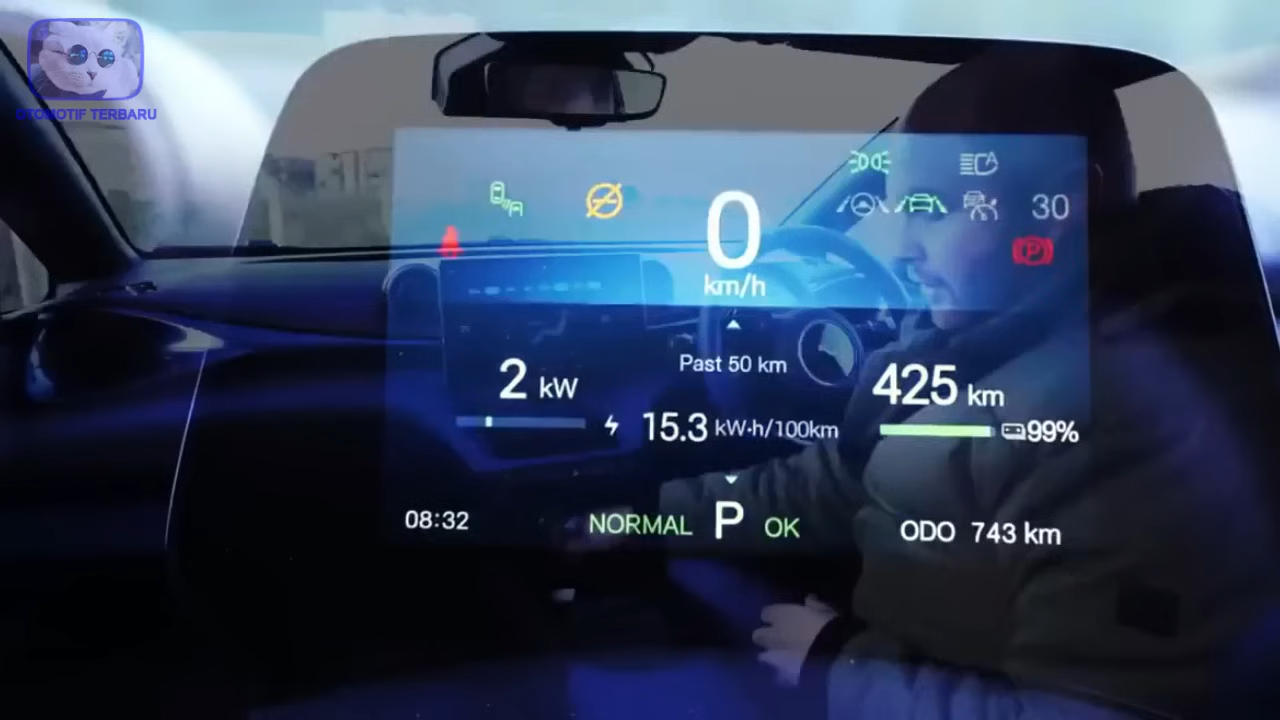 OTOMOTIF TERBARU
A
30
0
P
km/h
Past 50 km
2 kW
425 km
15.3 kW·h/100km
99%
08:32
NORMAL P OK
ODO 743 km